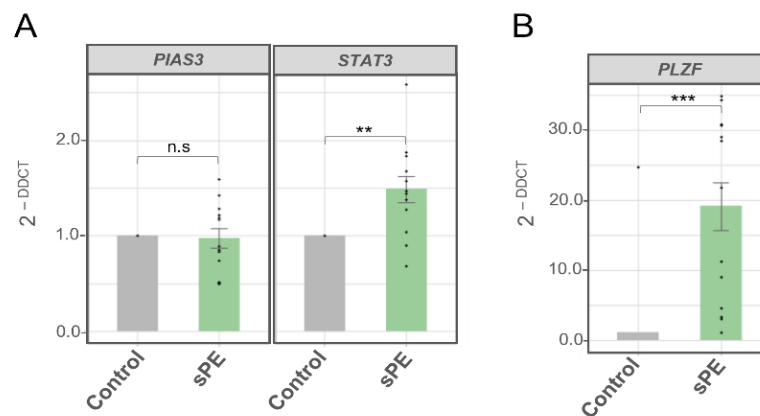 A
PIAS3
STAT3
2 – DDCT
2.0
1.0
0.0
n.s
**
Control
sPE
Control
sPE
B
PLZF
2 – DDCT
30.0
20.0
10.0
0.0
***
Control
sPE